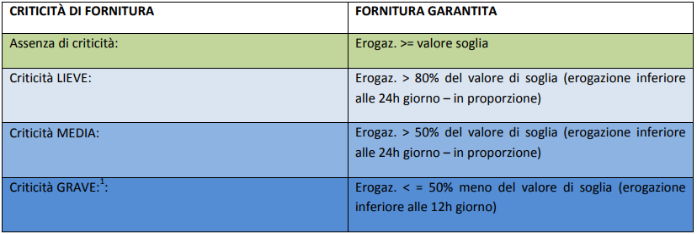 CRITICITÀ DI FORNITURA
FORNITURA GARANTITA
Assenza di criticità:
Erogaz. >= valore soglia
Criticità LIEVE:
Erogaz. > 80% del valore di soglia (erogazione inferiore
alle 24h giorno – in proporzione)
Criticità MEDIA:
Erogaz. > 50% del valore di soglia (erogazione inferiore
alle 24h giorno – in proporzione)
Criticità GRAVE:1:
Erogaz. < = 50% meno del valore di soglia (erogazione
inferiore alle 12h giorno)